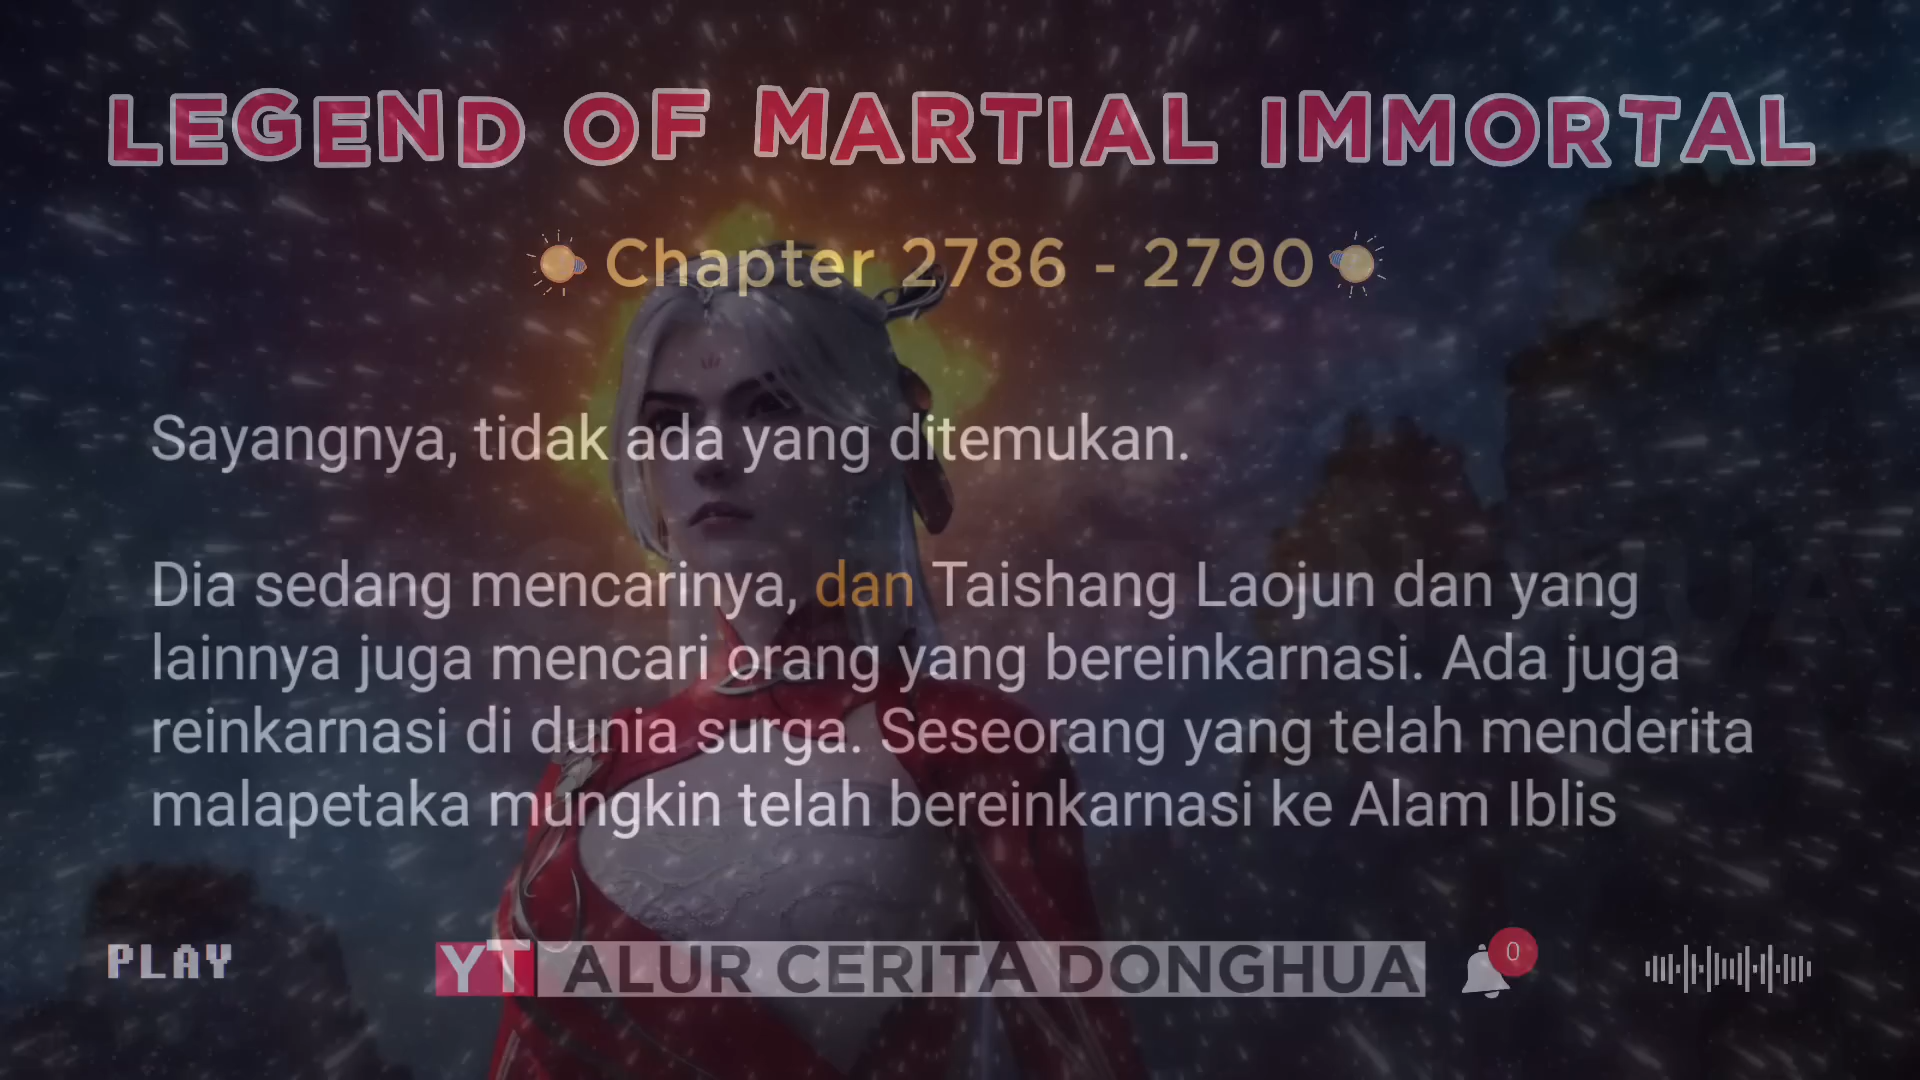 LEGEND OF MARTIAL IMMORTAL
Chapter 2786 - 2790
Sayangnya, tidak ada yang ditemukan.
Dia sedang mencarinya, dan Taishang Laojun dan yang
lainnya juga mencari orang yang bereinkarnasi. Ada juga
reinkarnasi di dunia surga. Seseorang yang telah menderita
malapetaka mungkin telah bereinkarnasi ke Alam Iblis
PLAY
YT ALUR CERITA DONGHUA
0